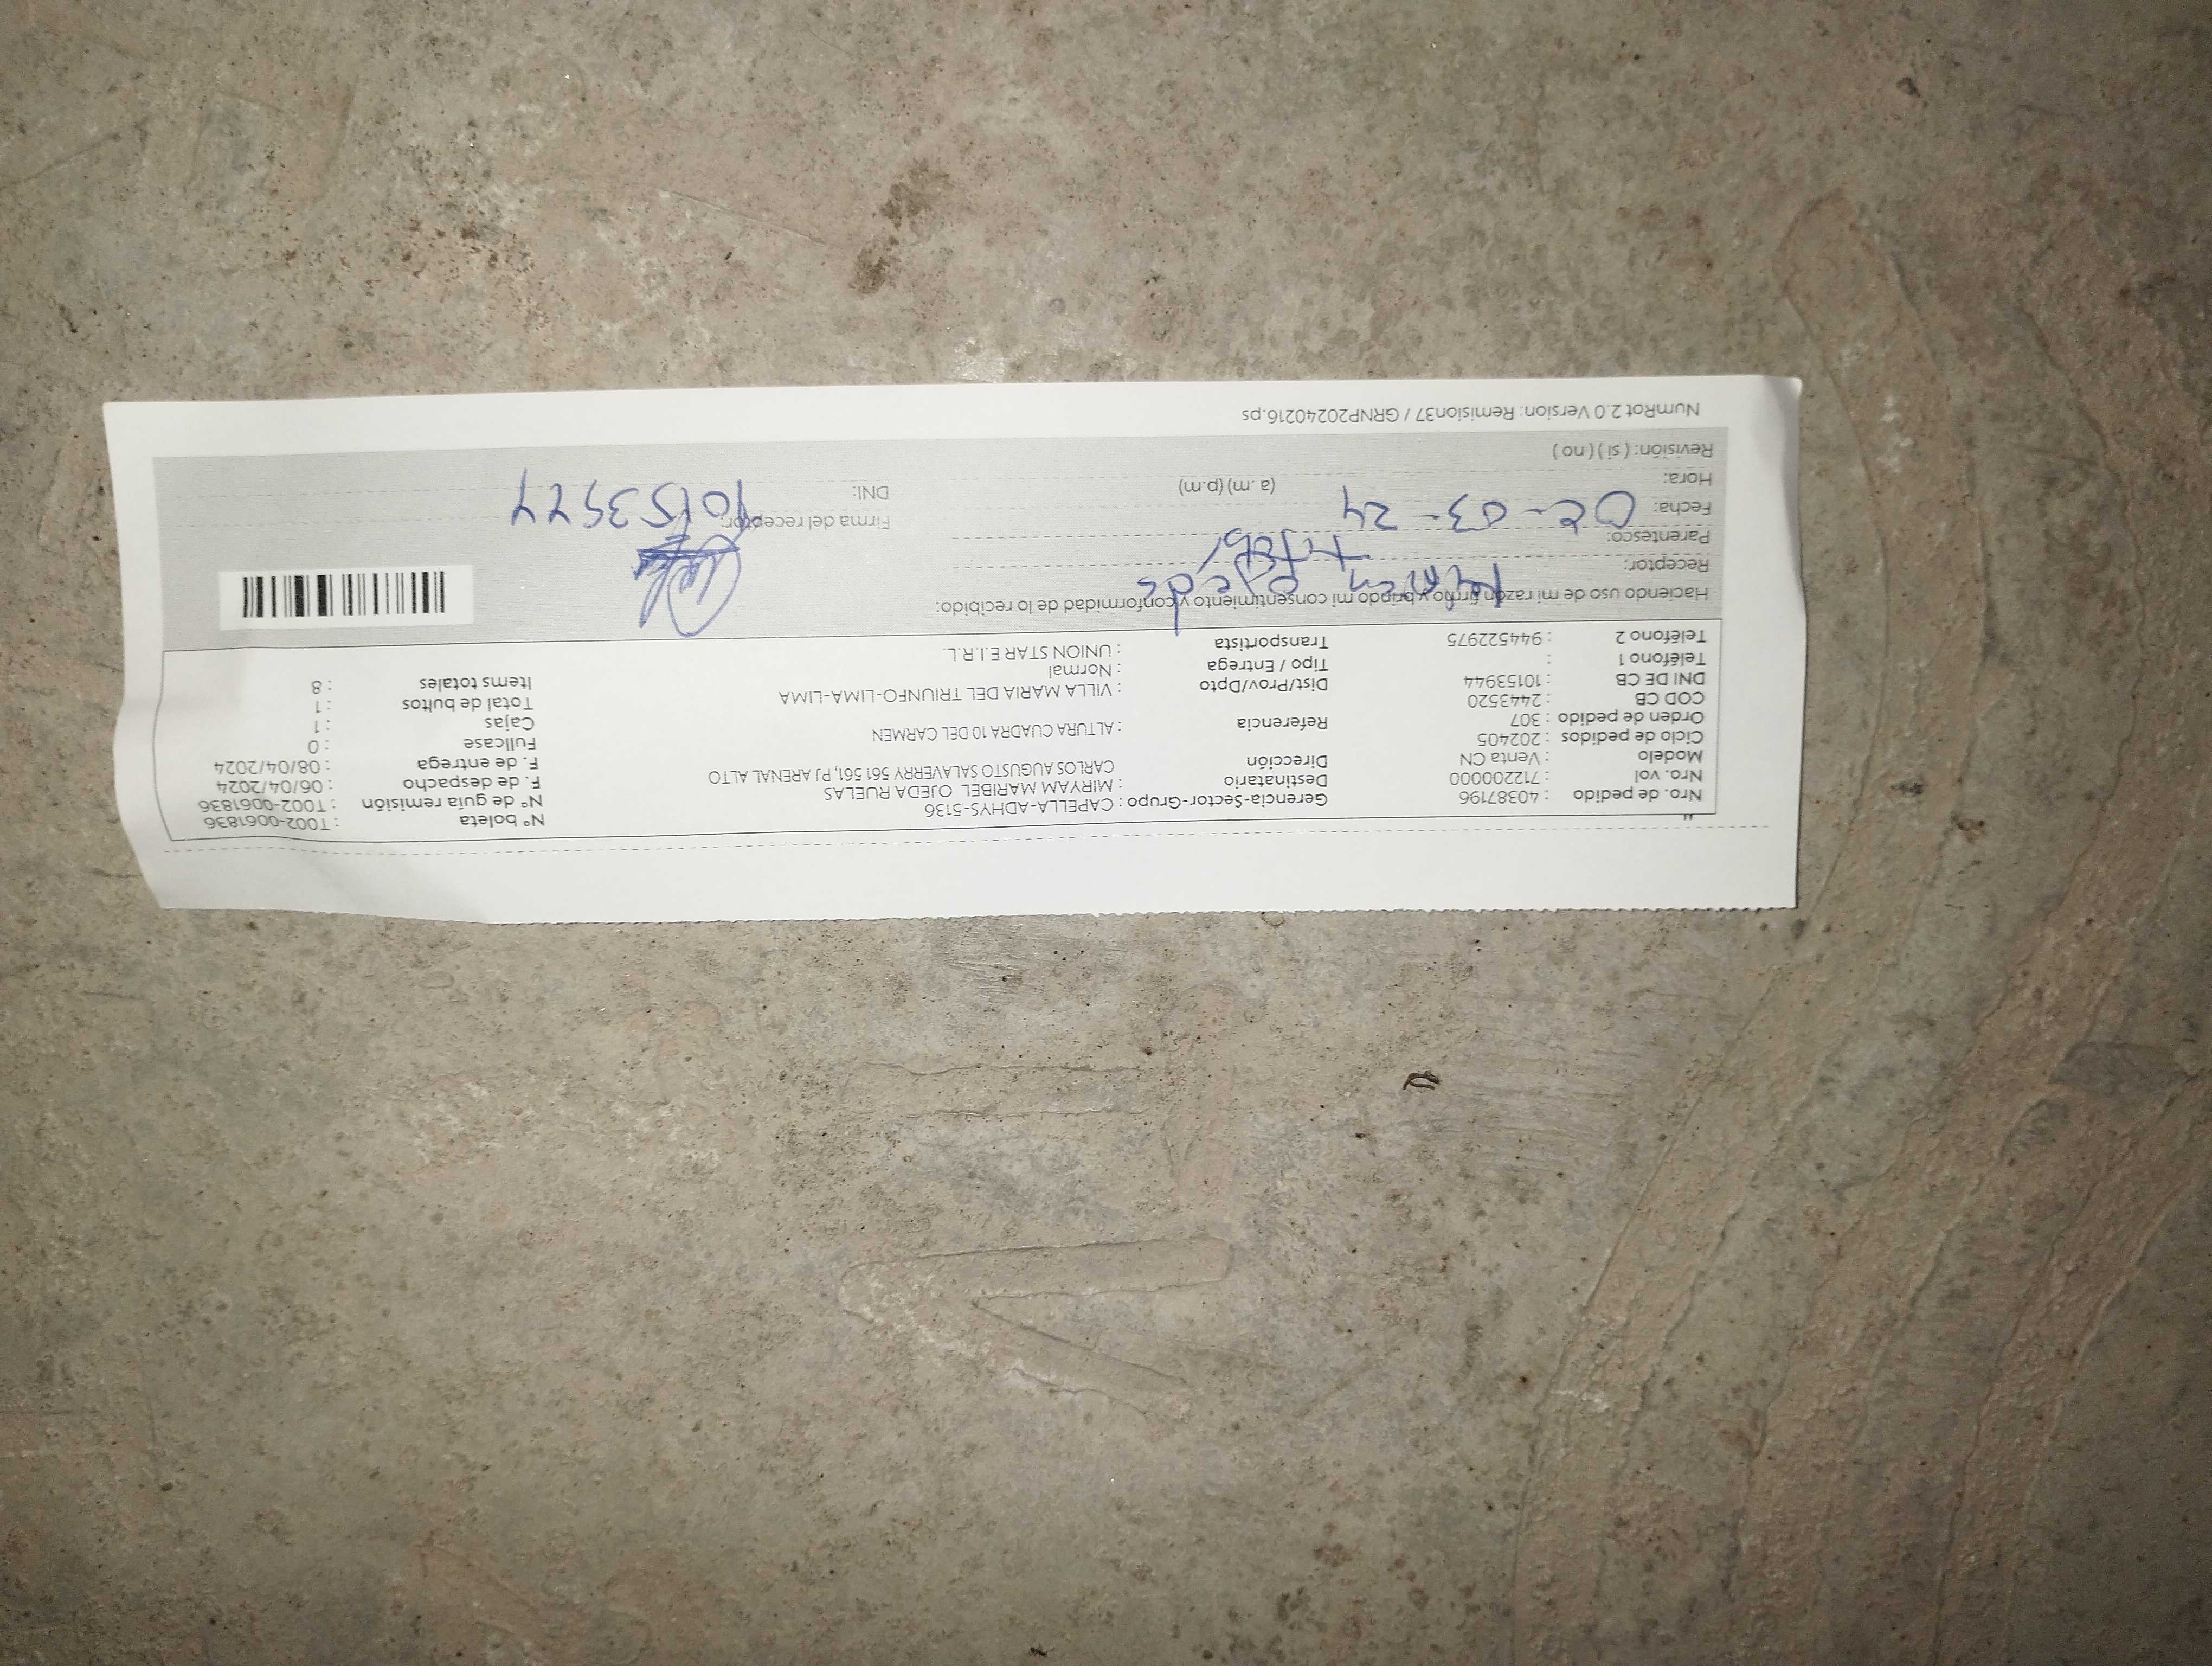 Nro. de pedido : 40387196 Gerencia-Sector-Grupo : CAPELLA-ADHYS-5136 N° boleta : T002-0061836
Nro. vol : 712200000 Destinatario : MIRYAM MARIBEL OJEDA RUELAS N° de guía remisión : T002-0061836
Modelo : Venta CN Dirección CARLOS AUGUSTO SALAVERRY 561 561, PJ ARENAL ALTO F. de despacho : 06/04/2024
Ciclo de pedidos : 202405 F. de entrega : 08/04/2024
Orden de pedido : 307 Referencia : ALTURA CUADRA 10 DEL CARMEN Fullcase : 0
COD CB : 2443520 Cajas : 1
DNI DE CB : 10153944 Dist/Prov/Dpto : VILLA MARIA DEL TRIUNFO-LIMA-LIMA Total de bultos : 1
Teléfono 1 : Tipo / Entrega : Normal Items totales : 8
Teléfono 2 : 944522975 Transportista : UNION STAR E.I.R.L.
Haciendo uso de mi razón firmo y brindo mi consentimiento y conformidad de lo recibido:
Receptor: Ojeda
Parentesco:
Fecha: 24 Firma del receptor:
Hora: (a.m) (p.m) DNI:
Revisión: ( si ) ( no )
NumRot 2.0 Version: Remision37 / GRNP20240216.ps